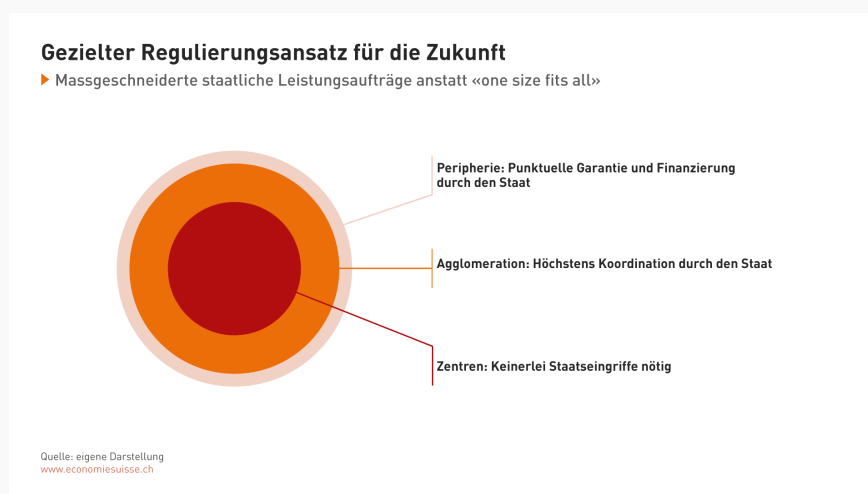 Gezielter Regulierungsansatz für die Zukunft
Massgeschneiderte staatliche Leistungsaufträge anstatt «one size fits all»
Peripherie: Punktuelle Garantie und Finanzierung
durch den Staat
Agglomeration: Höchstens Koordination durch den Staat
Zentren: Keinerlei Staatseingriffe nötig
Quelle: eigene Darstellung
www.economiesuisse.ch